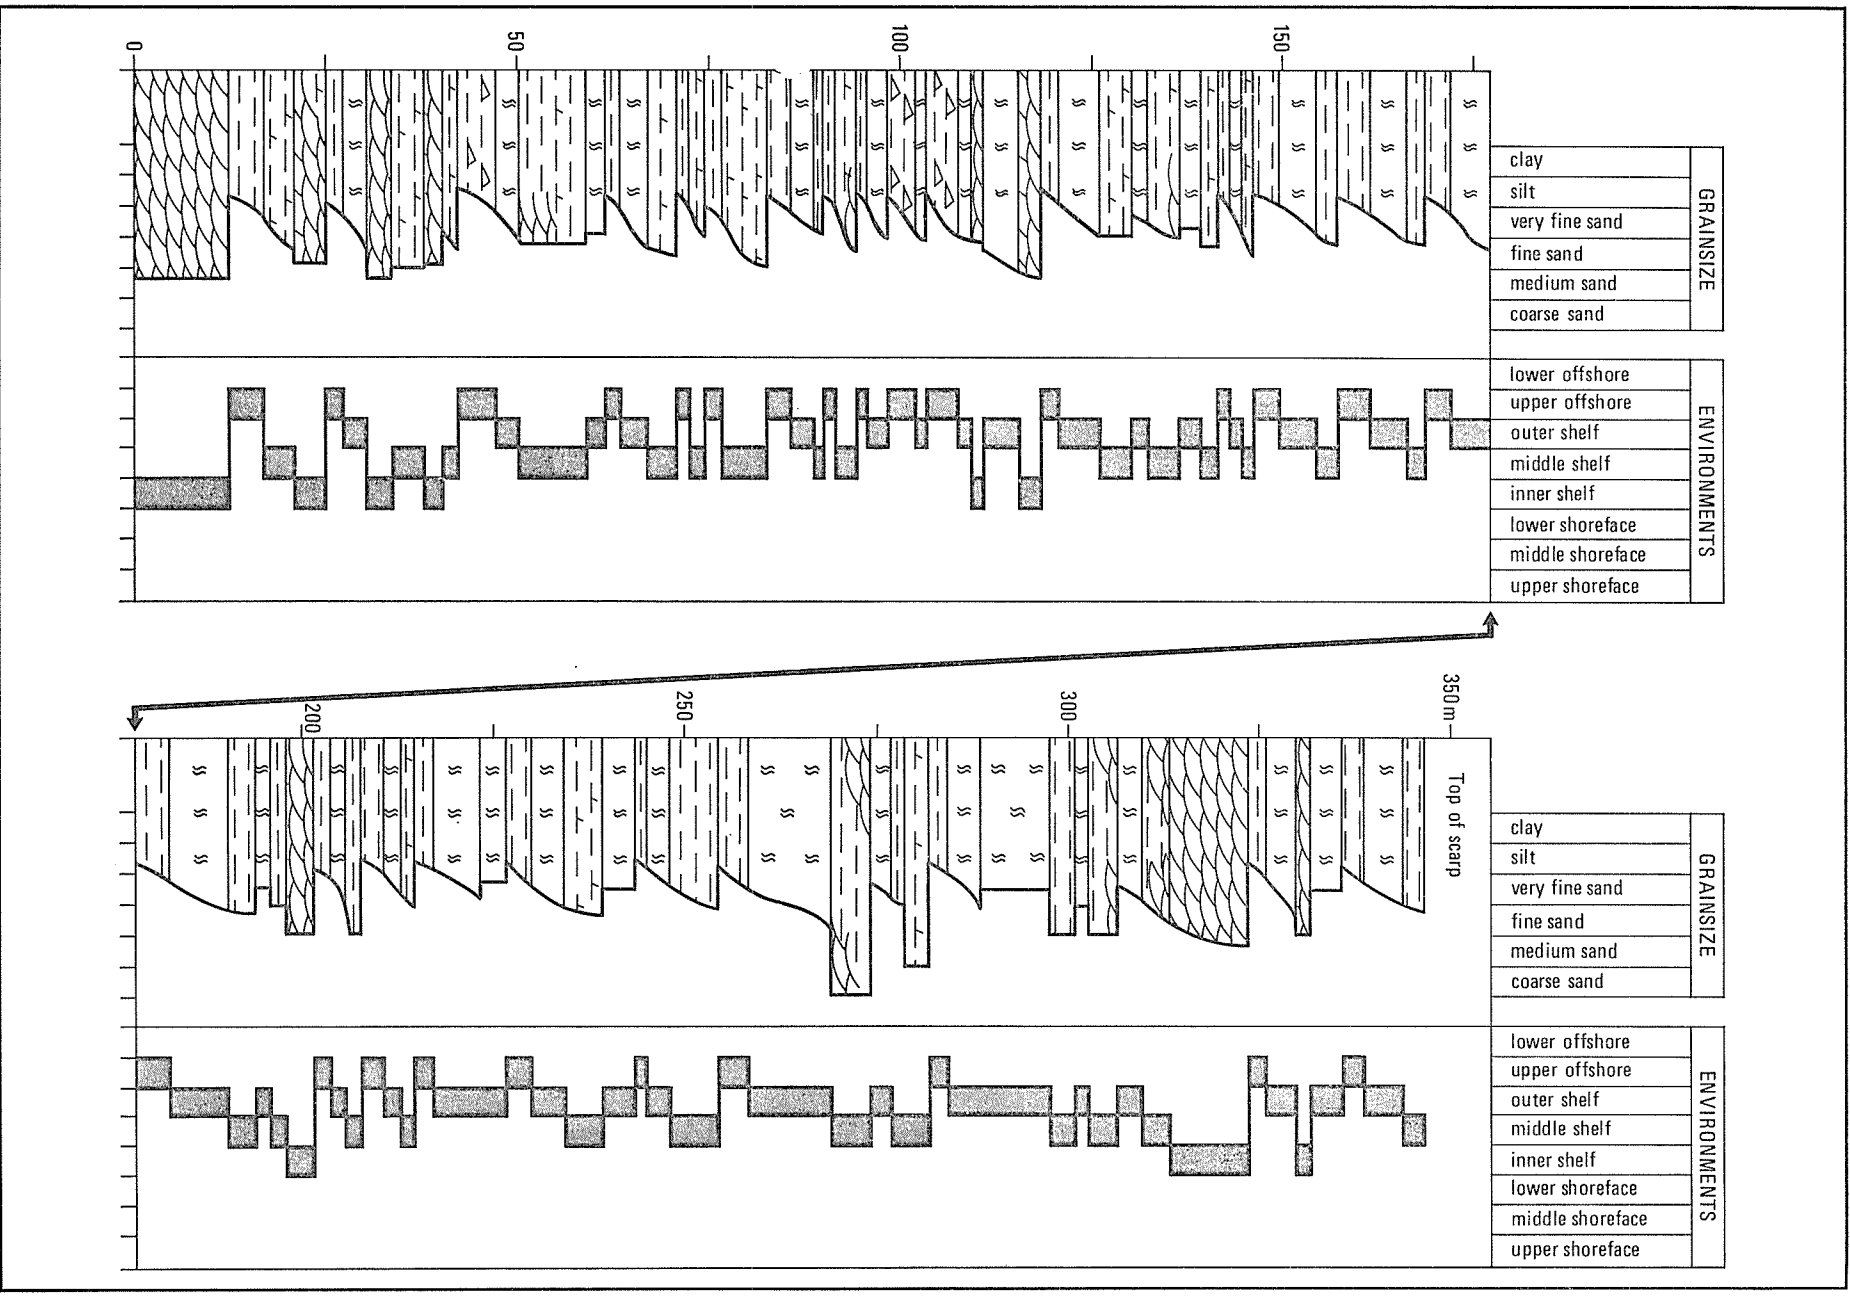 0
50
100
150
clay
silt
very fine sand
fine sand
medium sand
coarse sand
GRAINSIZE
lower offshore
upper offshore
outer shelf
middle shelf
inner shelf
lower shoreface
middle shoreface
upper shoreface
ENVIRONMENTS
200
250
300
350m
Top of scarp
clay
silt
very fine sand
fine sand
medium sand
coarse sand
GRAINSIZE
lower offshore
upper offshore
outer shelf
middle shelf
inner shelf
lower shoreface
middle shoreface
upper shoreface
ENVIRONMENTS